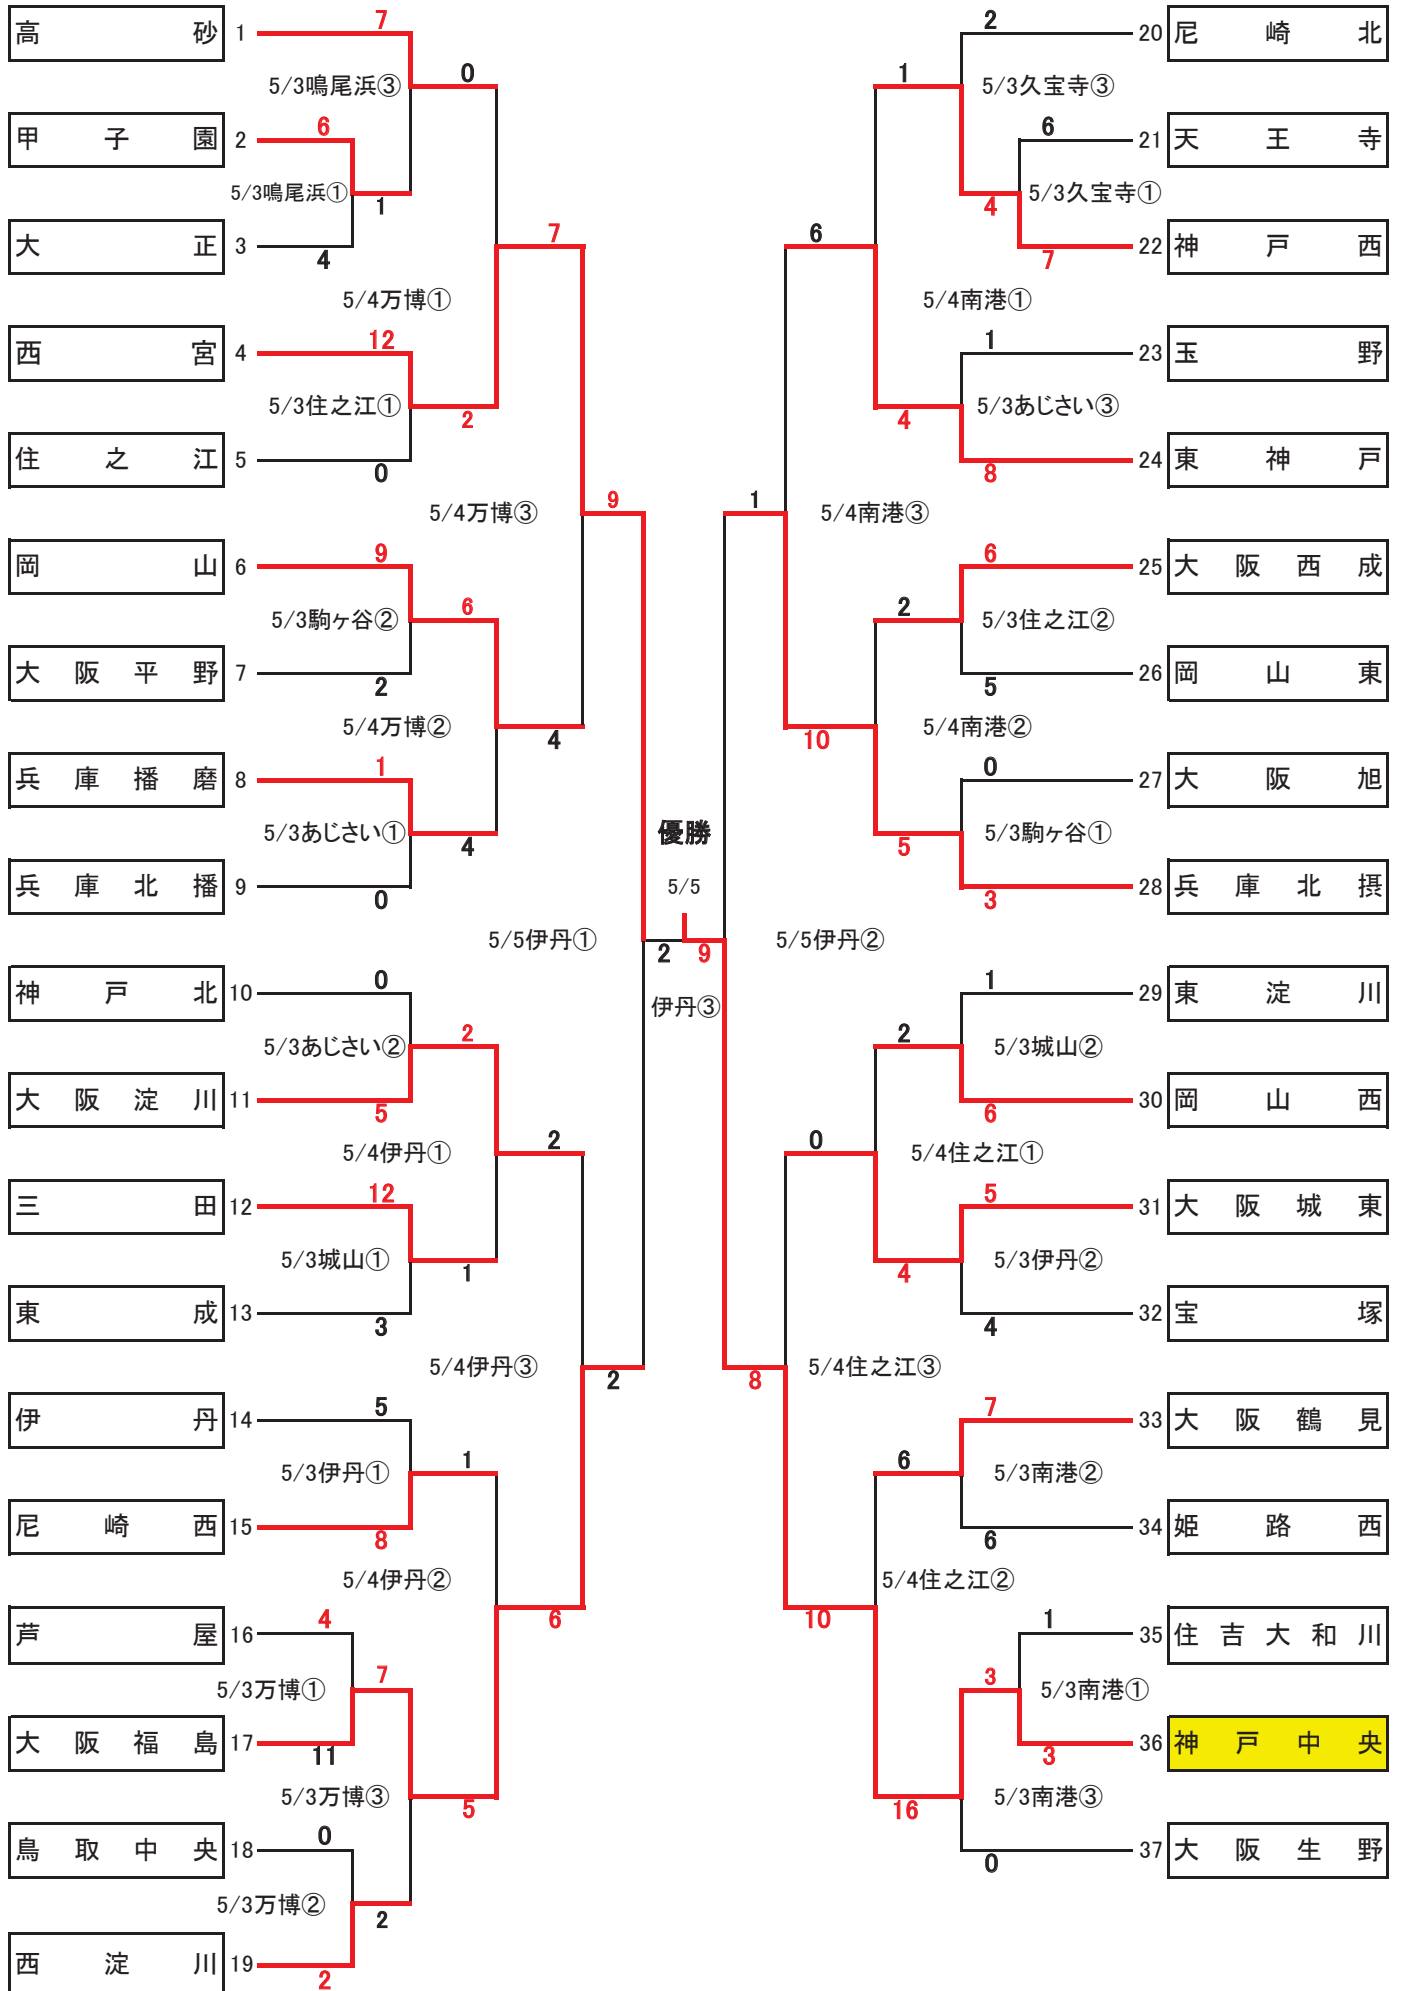 高砂 1
7
5/3鳴尾浜③
0
甲子園 2
6
5/3鳴尾浜①
1
大正 3
4
7
5/4万博①
西宮 4
12
5/3住之江①
2
住之江 5
0
5/4万博③
9
岡山 6
9
5/3駒ヶ谷②
6
大阪平野 7
2
5/4万博②
4
兵庫播磨 8
1
5/3あじさい①
4
兵庫北播 9
0
5/5伊丹①
神戸北 10
0
5/3あじさい②
2
大阪淀川 11
5
5/4伊丹①
2
三田 12
12
5/3城山①
1
東成 13
3
5/4伊丹③
2
伊丹 14
5
5/3伊丹①
1
尼崎西 15
8
5/4伊丹②
6
芦屋 16
4
5/3万博①
7
大阪福島 17
11
5/3万博③
5
鳥取中央 18
0
5/3万博②
2
西淀川 19
2
優勝
5/5
2 9
伊丹③
2
20 尼崎北
1
5/3久宝寺③
6
21 天王寺
5/3久宝寺①
4
7
22 神戸西
6
5/4南港①
1
23 玉野
5/3あじさい③
4
8
24 東神戸
1
5/4南港③
6
25 大阪西成
2
5/3住之江②
5
26 岡山東
10
5/4南港②
0
27 大阪旭
5/3駒ヶ谷①
5
3
28 兵庫北摂
5/5伊丹②
1
29 東淀川
2
5/3城山②
6
30 岡山西
0
5/4住之江①
5
31 大阪城東
5/3伊丹②
4
4
32 宝塚
8
5/4住之江③
7
33 大阪鶴見
6
5/3南港②
6
34 姫路西
10
5/4住之江②
1
35 住吉大和川
3
5/3南港①
3
36 神戸中央
16
5/3南港③
0
37 大阪生野